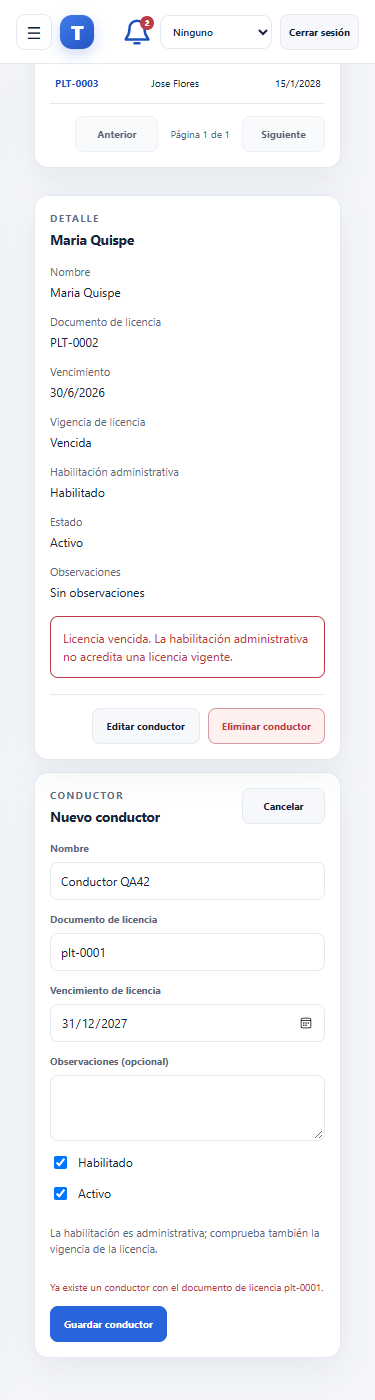 ☰
T
2
Ninguno
Cerrar sesión
PLT-0003 Jose Flores 15/1/2028
Anterior Página 1 de 1 Siguiente
DETALLE
Maria Quispe
Nombre
Maria Quispe
Documento de licencia
PLT-0002
Vencimiento
30/6/2026
Vigencia de licencia
Vencida
Habilitación administrativa
Habilitado
Estado
Activo
Observaciones
Sin observaciones
Licencia vencida. La habilitación administrativa
no acredita una licencia vigente.
Editar conductor Eliminar conductor
CONDUCTOR
Nuevo conductor
Cancelar
Nombre
Conductor QA42
Documento de licencia
plt-0001
Vencimiento de licencia
31/12/2027
Observaciones (opcional)
Habilitado
Activo
La habilitación es administrativa; comprueba también la
vigencia de la licencia.
Ya existe un conductor con el documento de licencia plt-0001.
Guardar conductor